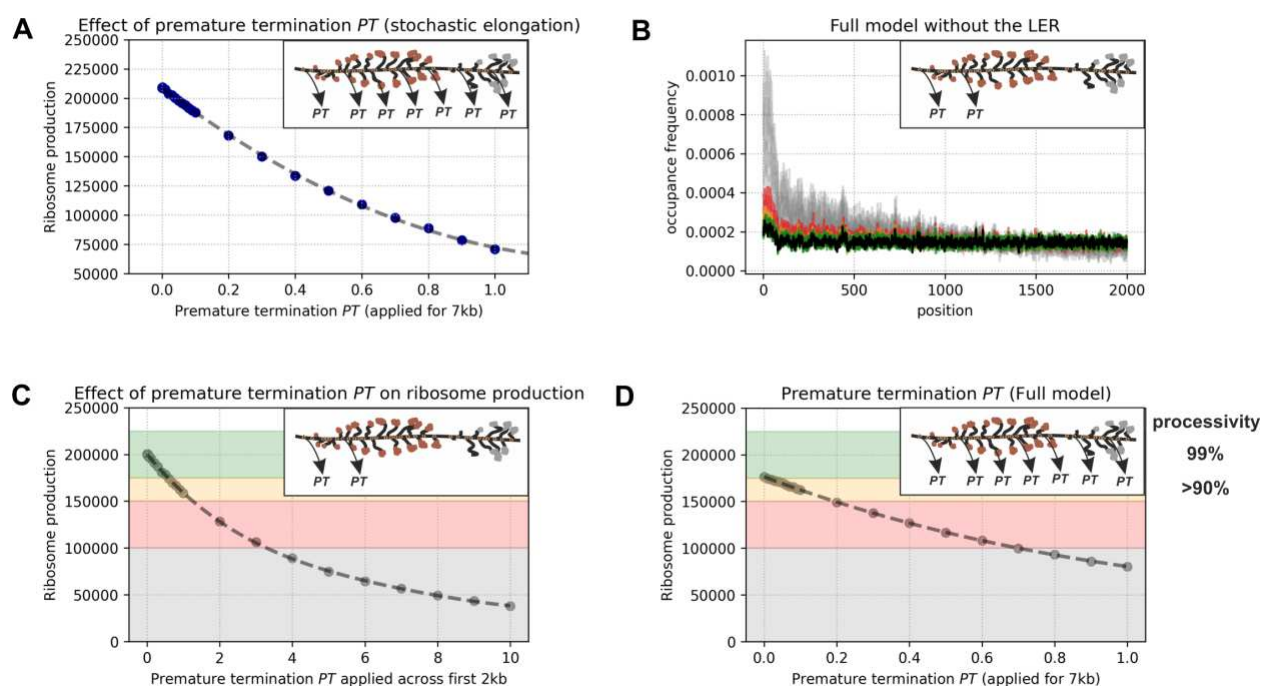 A
Effect of premature termination PT (stochastic elongation)
250000
225000
200000
175000
150000
125000
100000
75000
50000
Ribosome production
PT PT PT PT PT PT PT
0.0 0.2 0.4 0.6 0.8 1.0
Premature termination PT (applied for 7kb)
B
Full model without the LER
0.0010
0.0008
0.0006
0.0004
0.0002
0.0000
occupance frequency
PT PT
0 500 1000 1500 2000
position
C
Effect of premature termination PT on ribosome production
250000
200000
150000
100000
50000
0
Ribosome production
PT PT
0 2 4 6 8 10
Premature termination PT applied across first 2kb
D
Premature termination PT (Full model)
250000
200000
150000
100000
50000
0
Ribosome production
PT PT PT PT PT PT PT
0.0 0.2 0.4 0.6 0.8 1.0
Premature termination PT (applied for 7kb)
processivity
99%
>90%